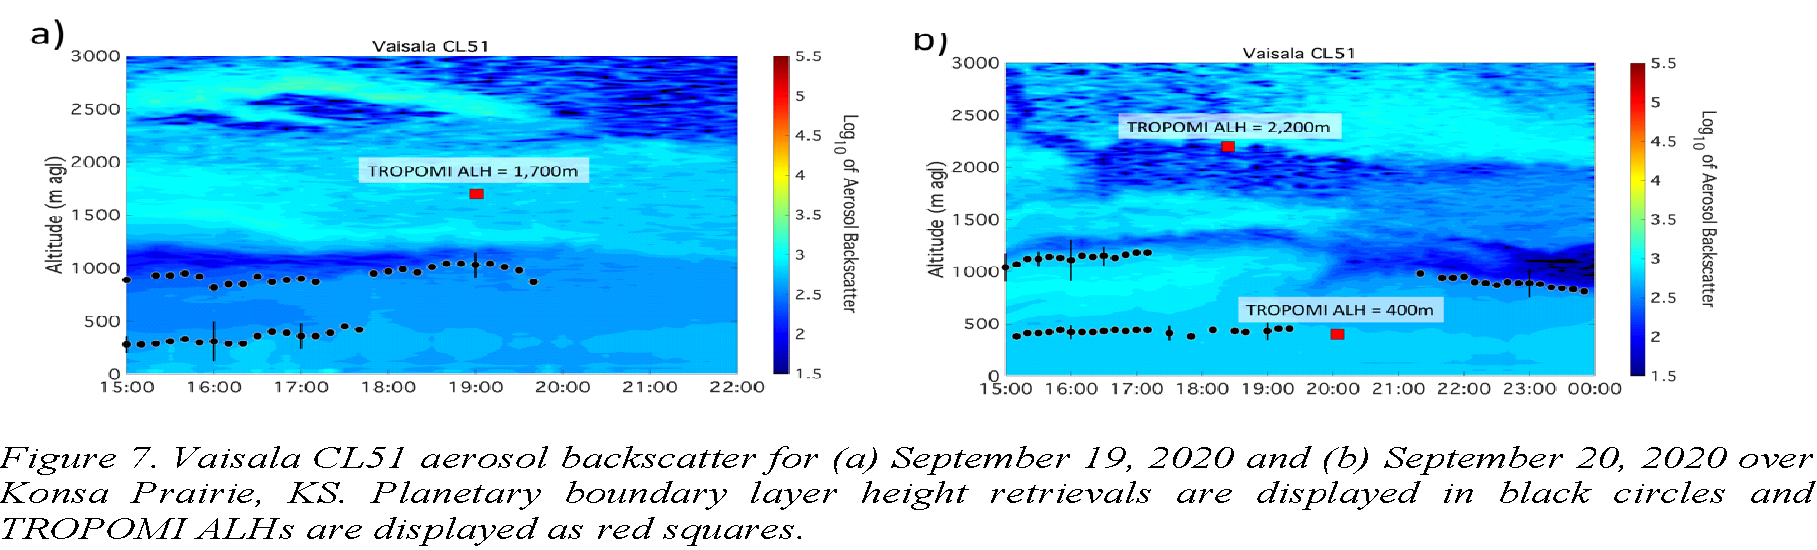 a)
Vaisala CL51
3000
2500
2000
1500
1000
500
0
Altitude (m agl)
TROPOMI ALH = 1,700m
15:00 16:00 17:00 18:00 19:00 20:00 21:00 22:00
5.5
5
4.5
4
3.5
3
2.5
2
1.5
Log10 of Aerosol Backscatter
b)
Vaisala CL51
3000
2500
2000
1500
1000
500
0
Altitude (m agl)
TROPOMI ALH = 2,200m
TROPOMI ALH = 400m
15:00 16:00 17:00 18:00 19:00 20:00 21:00 22:00 23:00 00:00
5.5
5
4.5
4
3.5
3
2.5
2
1.5
Log10 of Aerosol Backscatter
Figure 7. Vaisala CL51 aerosol backscatter for (a) September 19, 2020 and (b) September 20, 2020 over
Konsa Prairie, KS. Planetary boundary layer height retrievals are displayed in black circles and
TROPOMI ALHs are displayed as red squares.